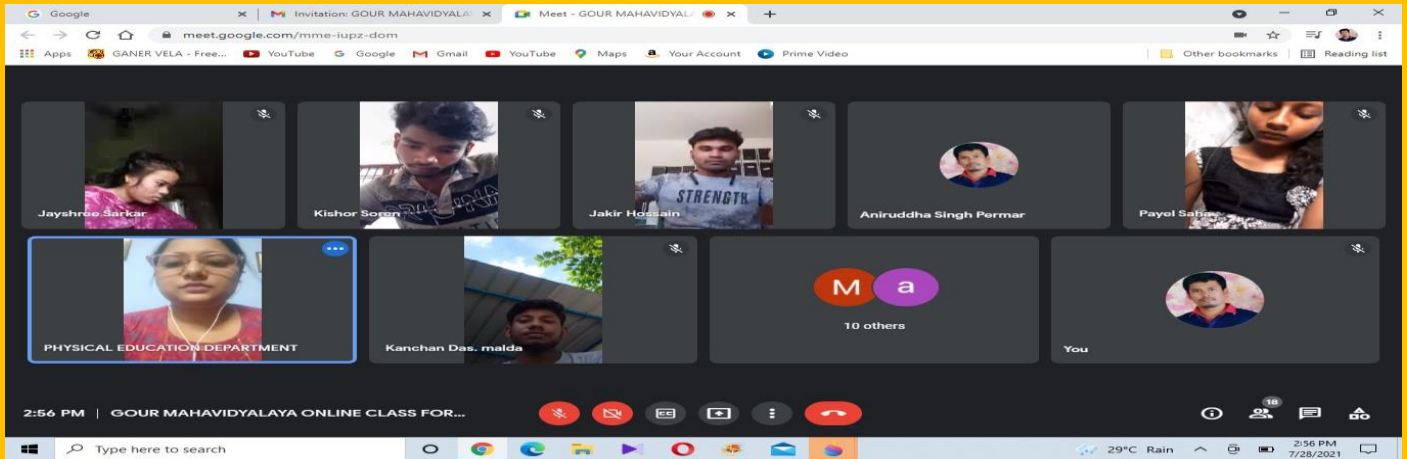 Google
Invitation: GOUR MAHAVIDYALA
Meet - GOUR MAHAVIDYAL
meet.google.com/mme-iupz-dom
Apps GANER VELA - Free... YouTube Google Gmail YouTube Maps Your Account Prime Video Other bookmarks Reading list
STRENGTH
Jayshree Sarkar Kishor Soren Jakir Hossain Aniruddha Singh Permar Payel Saha
M a
10 others
PHYSICAL EDUCATION DEPARTMENT Kanchan Das. malda You
2:56 PM | GOUR MAHAVIDYALAYA ONLINE CLASS FOR... CC 18
Type here to search 29°C Rain 2:56 PM
7/28/2021